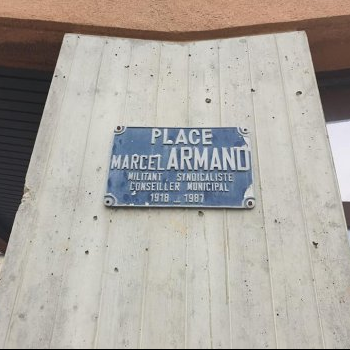 PLACE
MARCEL ARMAND
MILITANT SYNDICALISTE
CONSEILLER MUNICIPAL
1918 - 1987